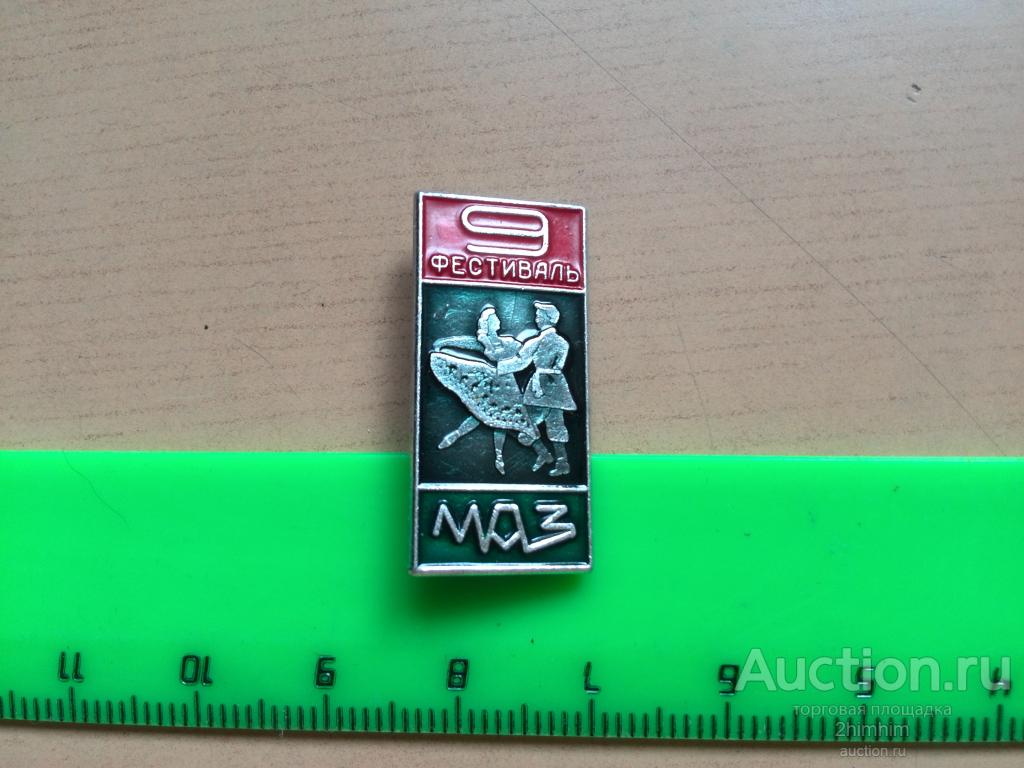 9
ФЕСТИВАЛЬ
МАЗ
11 10 9 8 7 6 5 4
Auction.ru
торговая площадка
2himhim
auction.ru